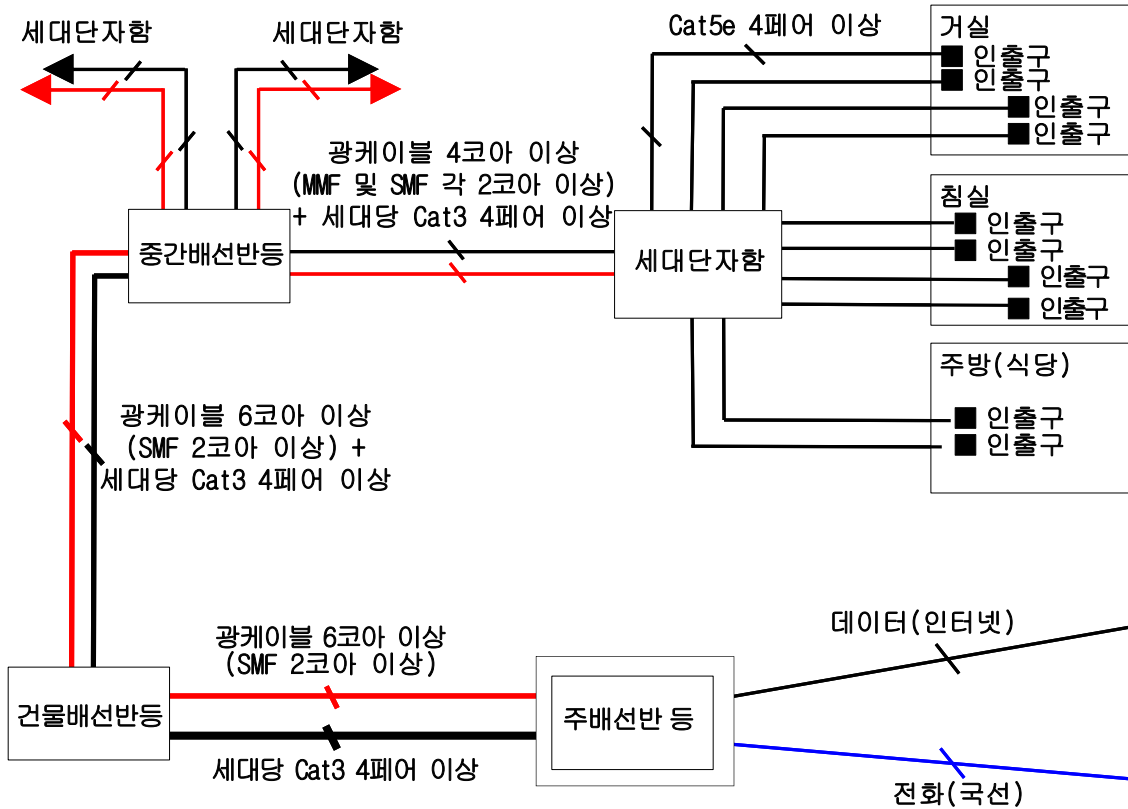 세대단자함
세대단자함
Cat5e 4페어 이상
거실
인출구
인출구
인출구
인출구
광케이블 4코아 이상
(MMF 및 SMF 각 2코아 이상)
+ 세대당 Cat3 4페어 이상
침실
인출구
인출구
인출구
인출구
중간배선반등
세대단자함
주방(식당)
인출구
인출구
광케이블 6코아 이상
(SMF 2코아 이상) +
세대당 Cat3 4페어 이상
광케이블 6코아 이상
(SMF 2코아 이상)
데이터(인터넷)
건물배선반등
주배선반 등
세대당 Cat3 4페어 이상
전화(국선)